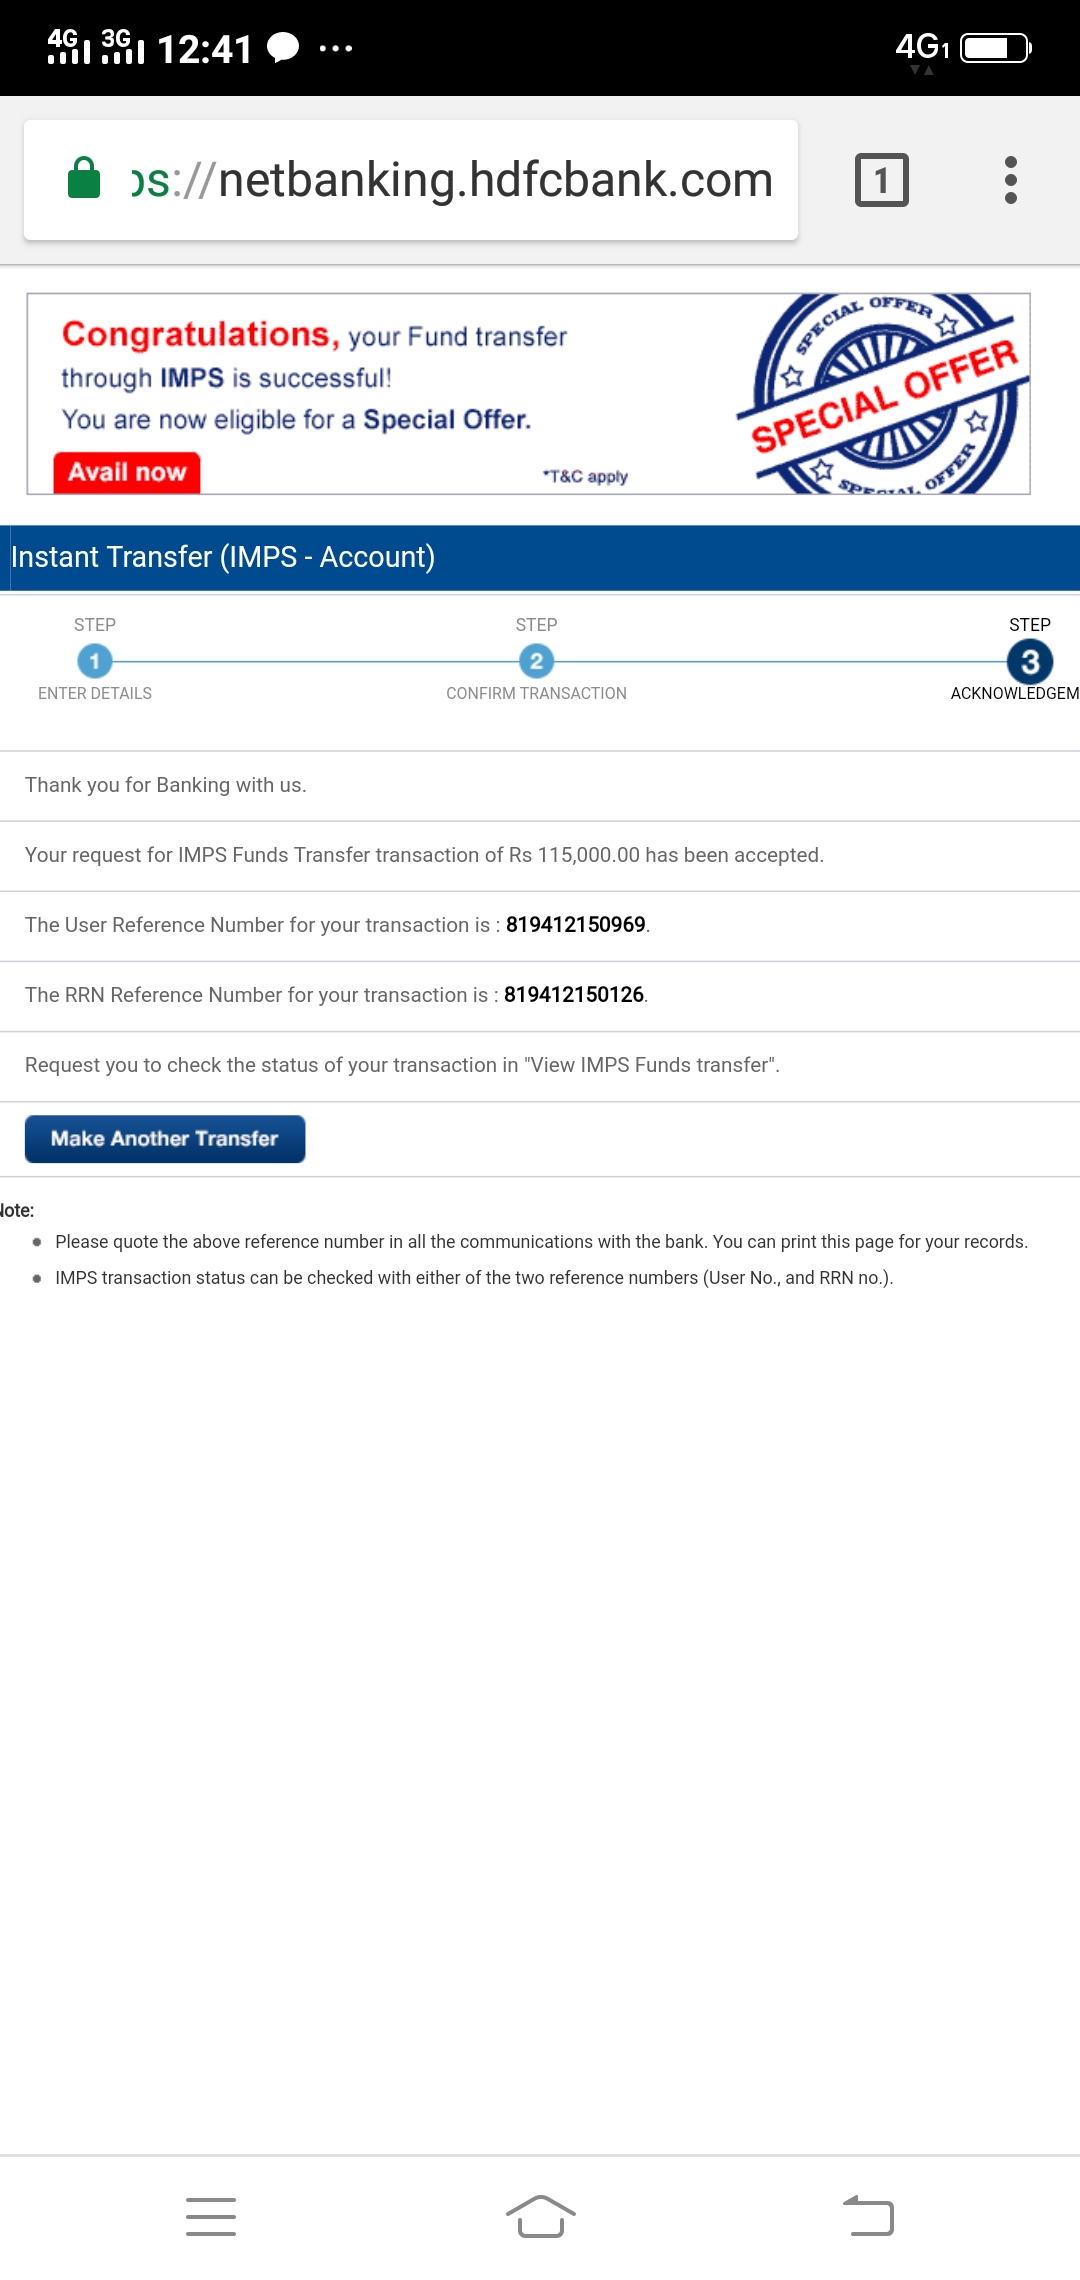 4G 3G 12:41 ... 4G1
ps://netbanking.hdfcbank.com 1
Congratulations, your Fund transfer
through IMPS is successful!
You are now eligible for a Special Offer.
Avail now
*T&C apply
SPECIAL OFFER
SPECIAL OFFER
SPECIAL OFFER
Instant Transfer (IMPS - Account)
STEP STEP STEP
1 2 3
ENTER DETAILS CONFIRM TRANSACTION ACKNOWLEDGEM
Thank you for Banking with us.
Your request for IMPS Funds Transfer transaction of Rs 115,000.00 has been accepted.
The User Reference Number for your transaction is : 819412150969.
The RRN Reference Number for your transaction is : 819412150126.
Request you to check the status of your transaction in "View IMPS Funds transfer".
Make Another Transfer
Note:
Please quote the above reference number in all the communications with the bank. You can print this page for your records.
IMPS transaction status can be checked with either of the two reference numbers (User No., and RRN no.).